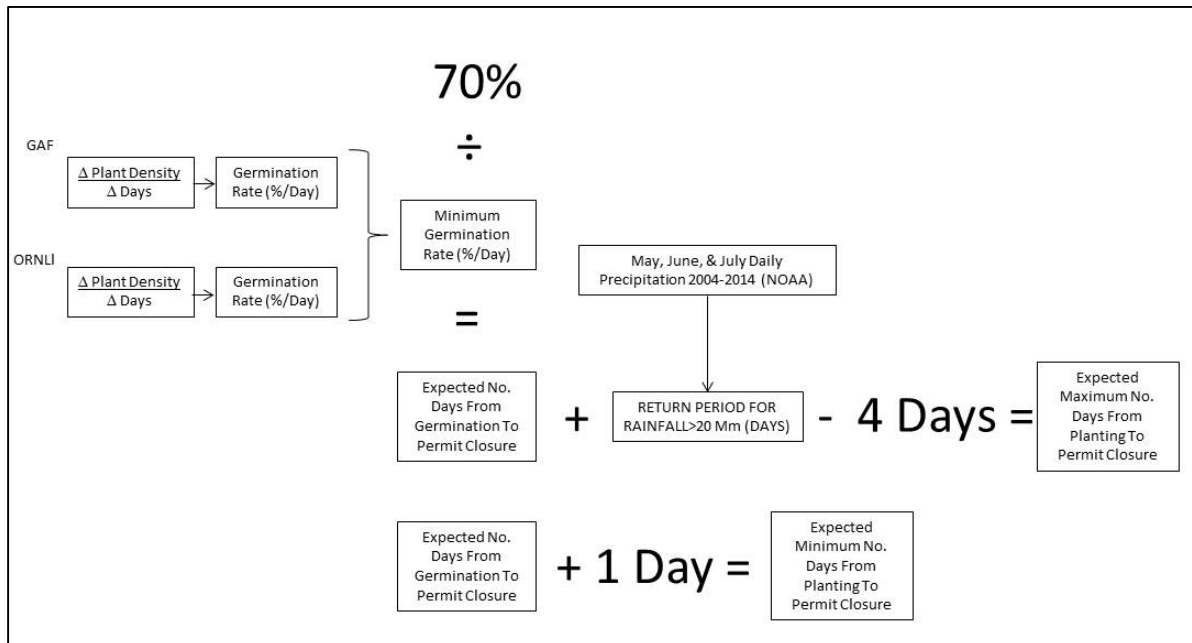 70%
÷
GAF
Δ Plant Density
Δ Days
Germination
Rate (%/Day)
Minimum
Germination
Rate (%/Day)
ORNLl
Δ Plant Density
Δ Days
Germination
Rate (%/Day)
May, June, & July Daily
Precipitation 2004-2014 (NOAA)
=
Expected No.
Days From
Germination To
Permit Closure
+
RETURN PERIOD FOR
RAINFALL>20 Mm (DAYS)
- 4 Days =
Expected
Maximum No.
Days From
Planting To
Permit Closure
Expected No.
Days From
Germination To
Permit Closure
+ 1 Day =
Expected
Minimum No.
Days From
Planting To
Permit Closure